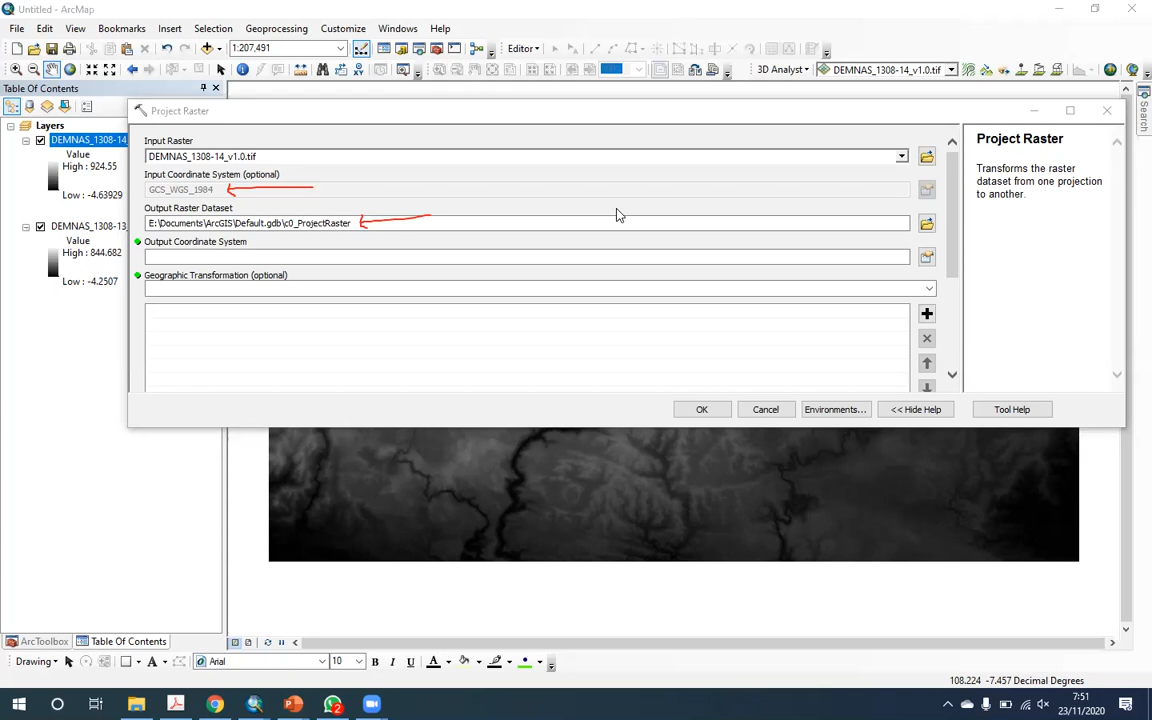 Untitled - ArcMap
File Edit View Bookmarks Insert Selection Geoprocessing Customize Windows Help
1:207,491 Editor
3D Analyst DEMNAS_1308-14_v1.0.tif
Table Of Contents
Layers
DEMNAS_1308-14_
Value
High : 924.55
Low : -4.63929
DEMNAS_1308-13_
Value
High : 844.682
Low : -4.2507
Project Raster
Input Raster
DEMNAS_1308-14_v1.0.tif
Input Coordinate System (optional)
GCS_WGS_1984
Output Raster Dataset
E:\Documents\ArcGIS\Default.gdb\c0_ProjectRaster
Output Coordinate System
Geographic Transformation (optional)
OK Cancel Environments... << Hide Help Tool Help
Project Raster
Transforms the raster
dataset from one projection
to another.
Search
ArcToolbox Table Of Contents
Drawing A Arial 10 B I U A
108.224 -7.457 Decimal Degrees
2
7:51
23/11/2020